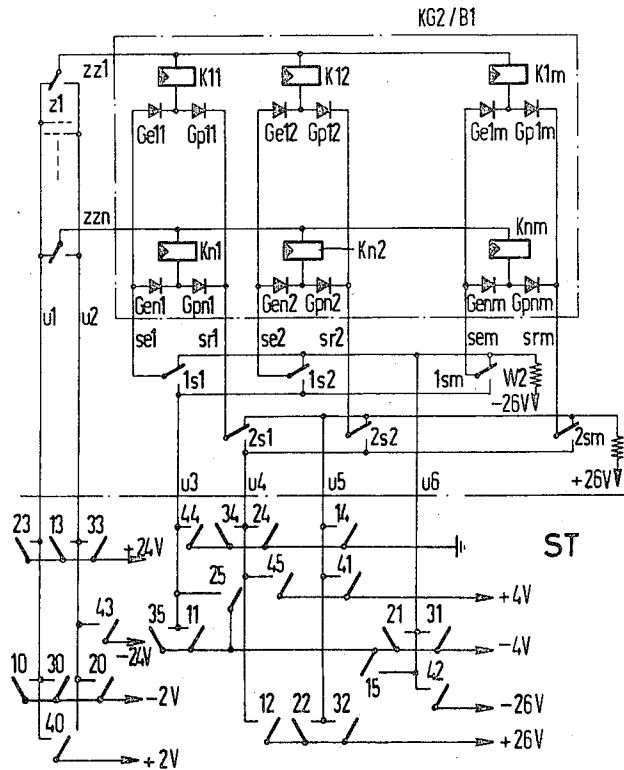 KG2/B1
zz1
z1
K11
K12
K1m
Ge11
Gp11
Ge12
Gp12
Ge1m
Gp1m
zzn
Kn1
Kn2
Knm
Gen1
Gpn1
Gen2
Gpn2
Genm
Gpnm
u1
u2
se1
sr1
se2
sr2
sem
srm
1s1
1s2
1sm
W2
-26V
2s1
2s2
2sm
+26V
u3
u4
u5
u6
23
13
33
44
34
24
14
ST
+24V
25
45
41
+4V
43
35
11
21
31
-4V
-24V
10
30
20
15
42
-2V
12
22
32
-26V
40
+26V
+2V